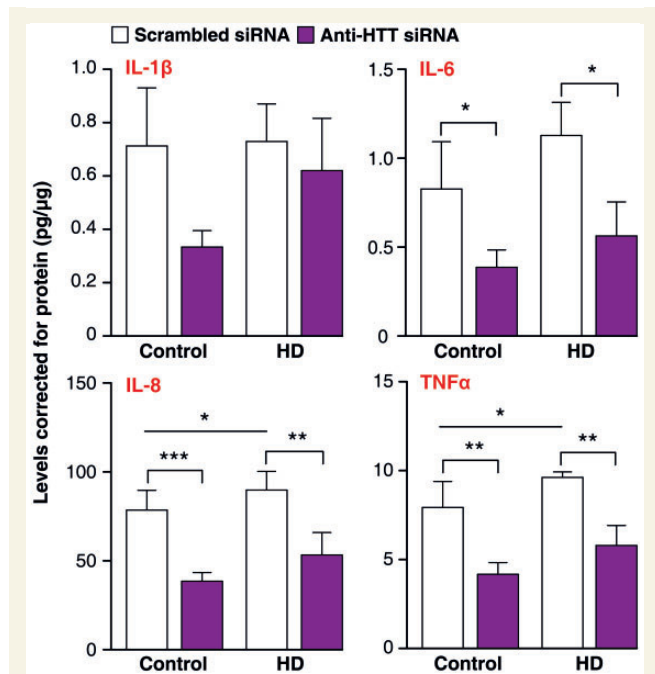 Scrambled siRNA Anti-HTT siRNA
Levels corrected for protein (pg/µg)
IL-1β
1.0
0.8
0.6
0.4
0.2
0
Control HD
IL-6
1.5
1.0
0.5
0
* *
Control HD
IL-8
150
100
50
0
*
*** **
Control HD
TNFα
15
10
5
0
*
** **
Control HD